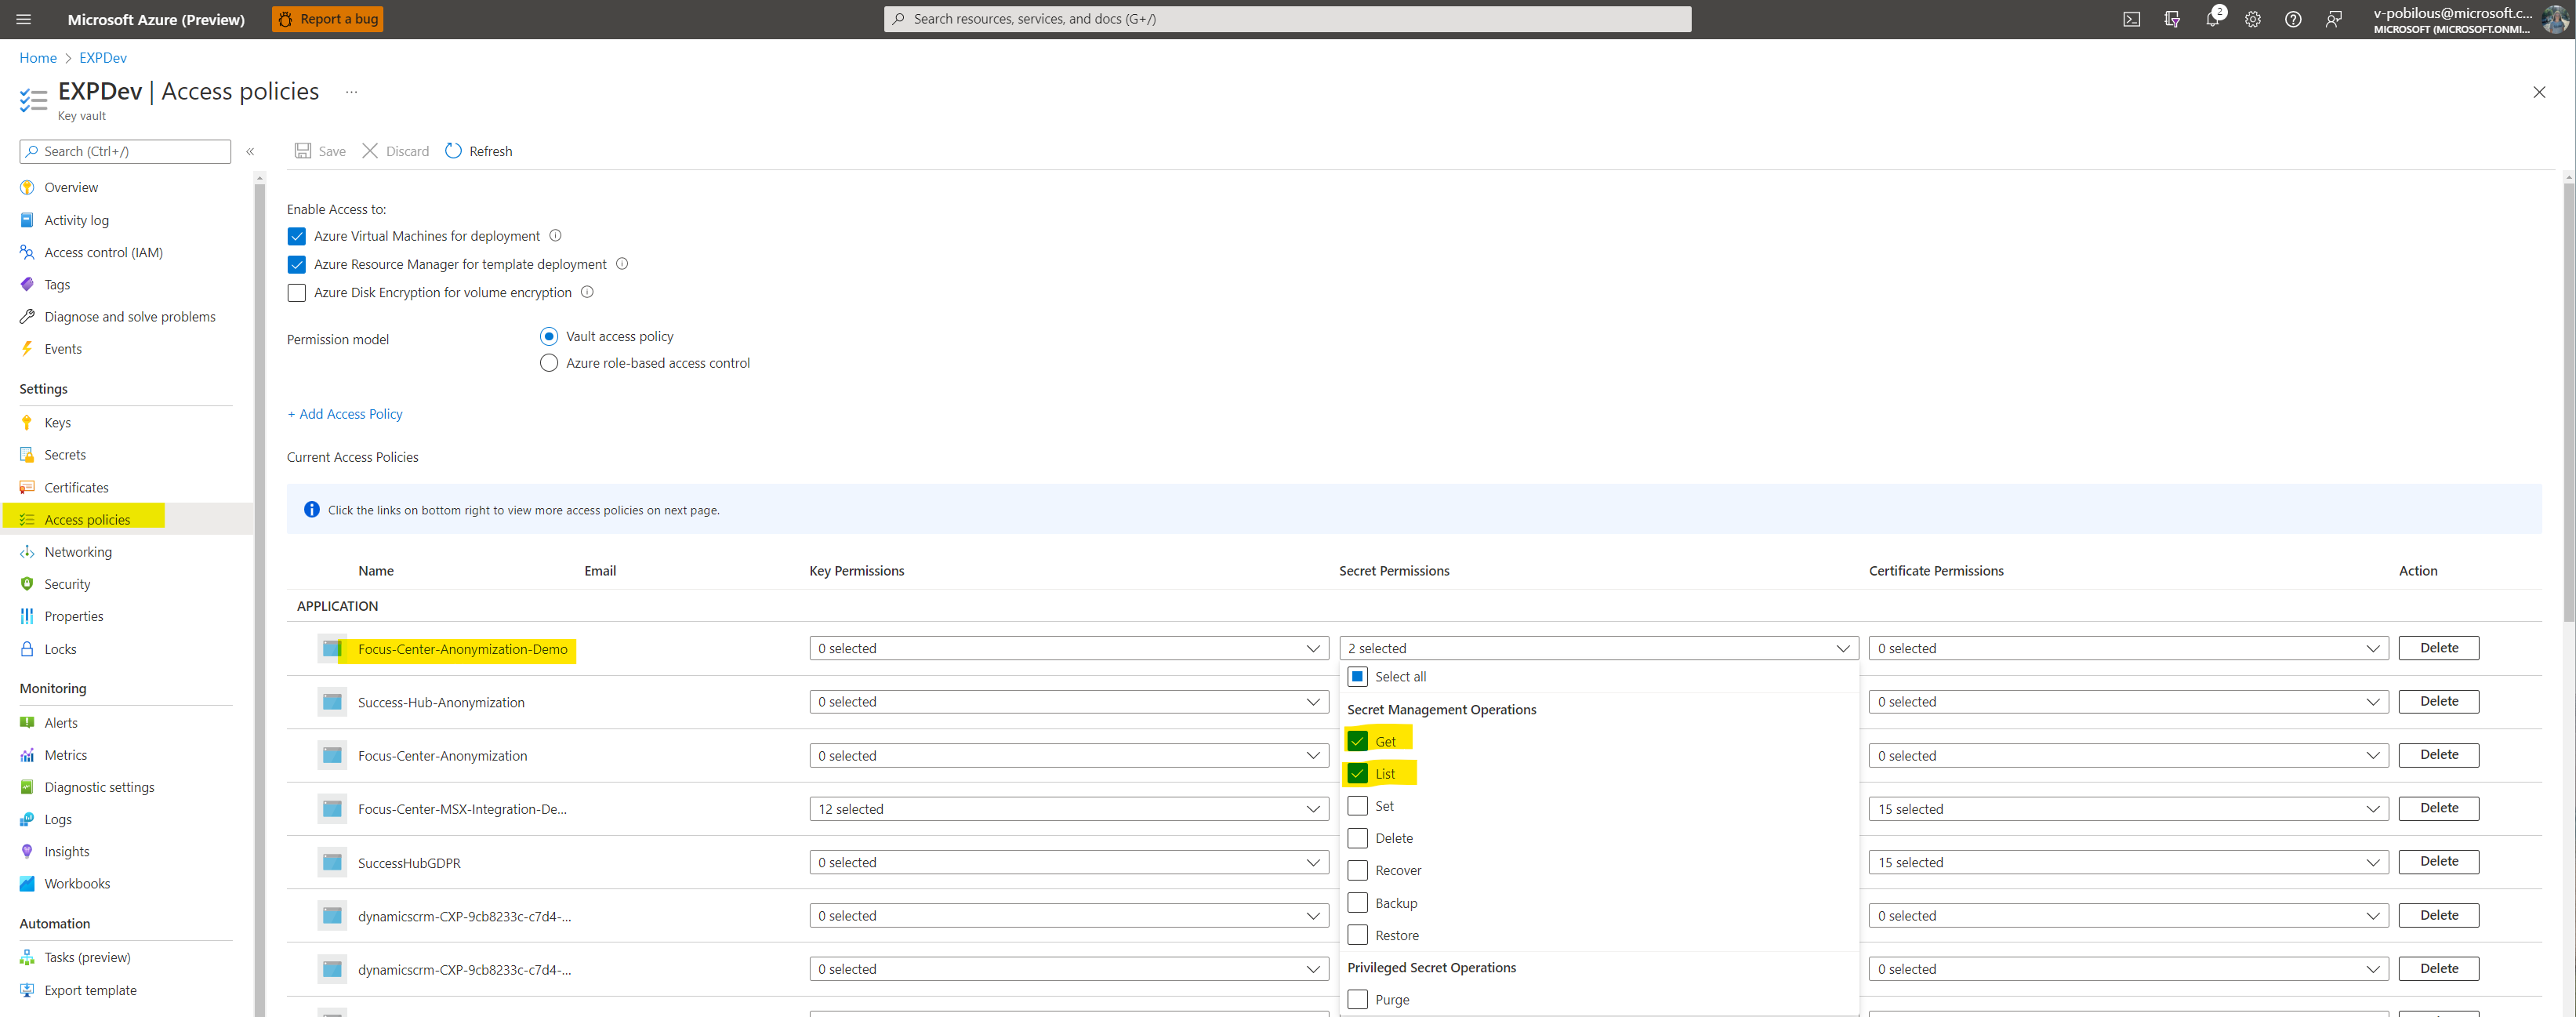 Microsoft Azure (Preview)
Report a bug
Search resources, services, and docs (G+/)
2
v-pobilous@microsoft.c...
MICROSOFT (MICROSOFT.ONMI...
Home > EXPDev
EXPDev | Access policies ...
Key vault
Search (Ctrl+/)
«
Save
Discard
Refresh
Overview
Activity log
Access control (IAM)
Tags
Diagnose and solve problems
Events
Settings
Keys
Secrets
Certificates
Access policies
Networking
Security
Properties
Locks
Monitoring
Alerts
Metrics
Diagnostic settings
Logs
Insights
Workbooks
Automation
Tasks (preview)
Export template
Enable Access to:
Azure Virtual Machines for deployment
Azure Resource Manager for template deployment
Azure Disk Encryption for volume encryption
Permission model
Vault access policy
Azure role-based access control
+ Add Access Policy
Current Access Policies
Click the links on bottom right to view more access policies on next page.
Name Email Key Permissions Secret Permissions Certificate Permissions Action
APPLICATION
Focus-Center-Anonymization-Demo 0 selected 2 selected 0 selected Delete
Success-Hub-Anonymization 0 selected 0 selected Delete
Focus-Center-Anonymization 0 selected 0 selected Delete
Focus-Center-MSX-Integration-De... 12 selected 15 selected Delete
SuccessHubGDPR 0 selected 15 selected Delete
dynamicscrm-CXP-9cb8233c-c7d4-... 0 selected 0 selected Delete
dynamicscrm-CXP-9cb8233c-c7d4-... 0 selected 0 selected Delete
Select all
Secret Management Operations
Get
List
Set
Delete
Recover
Backup
Restore
Privileged Secret Operations
Purge